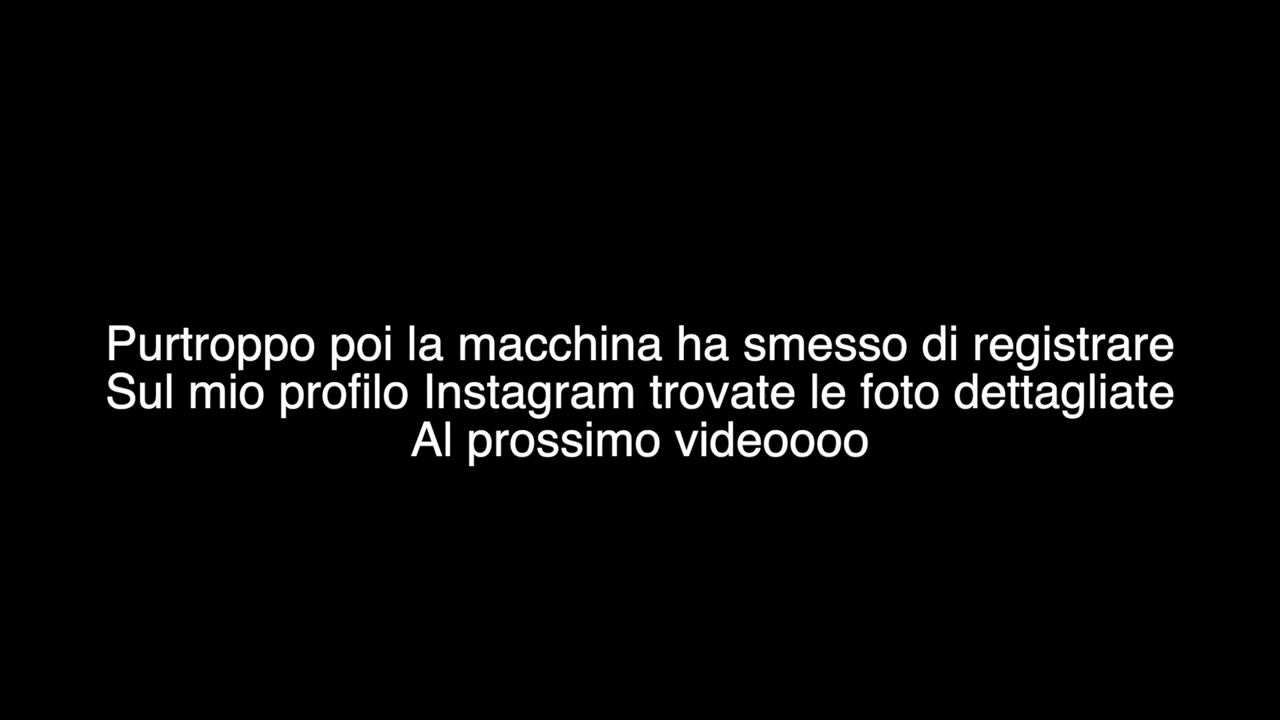 Purtroppo poi la macchina ha smesso di registrare
Sul mio profilo Instagram trovate le foto dettagliate
Al prossimo videoooo